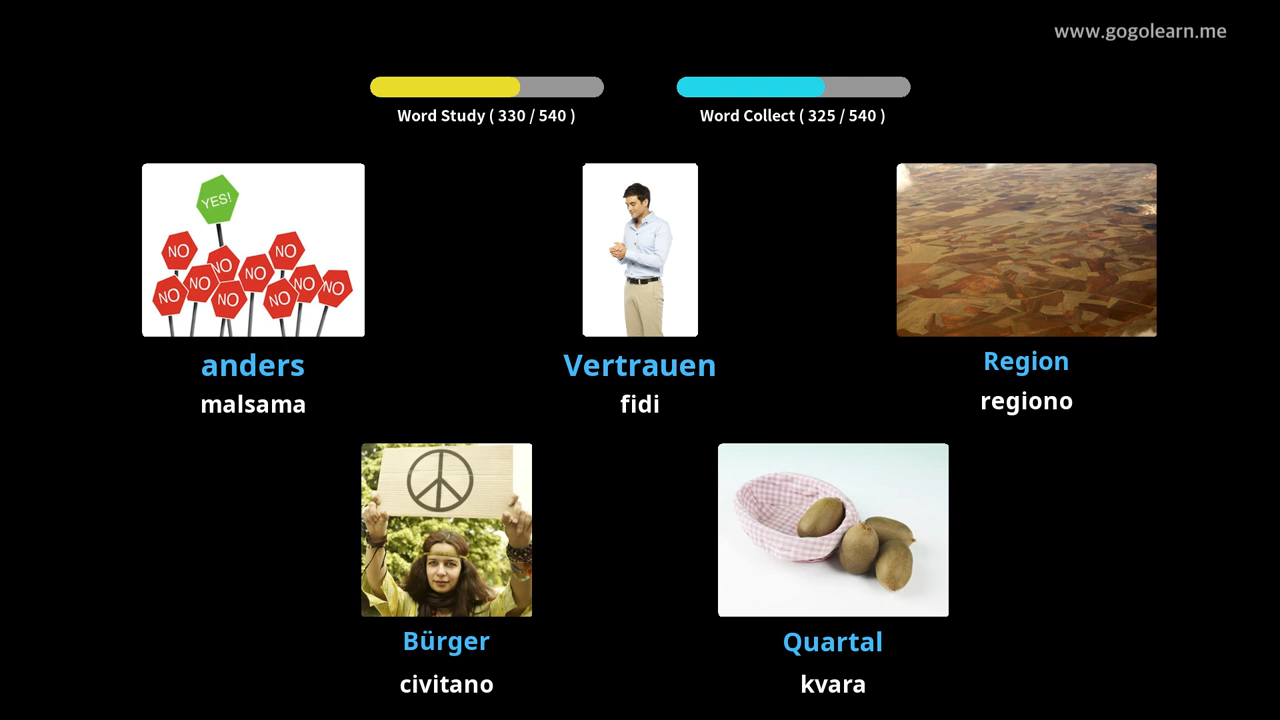 www.gogolearn.me
Word Study ( 330 / 540 )
Word Collect ( 325 / 540 )
YES!
NO
NO
NO
NO
NO
NO
NO
NO
NO
NO
anders
malsama
Vertrauen
fidi
Region
regiono
Bürger
civitano
Quartal
kvara